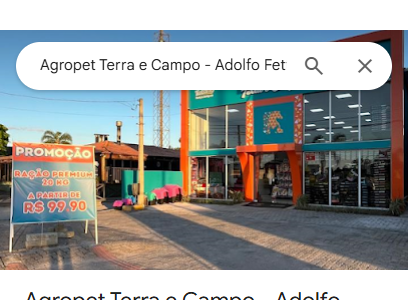 Agropet Terra e Campo - Adolfo Fet
PROMOÇÃO
RAÇÃO PREMIUM
20 KG
A PARTIR DE
R$ 99,90
Agropet Terra e Campo - Adolfo